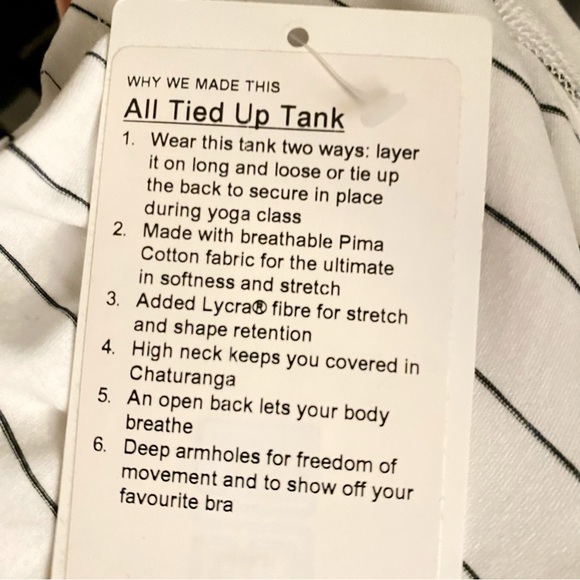 WHY WE MADE THIS
All Tied Up Tank
1. Wear this tank two ways: layer
it on long and loose or tie up
the back to secure in place
during yoga class
2. Made with breathable Pima
Cotton fabric for the ultimate
in softness and stretch
3. Added Lycra® fibre for stretch
and shape retention
4. High neck keeps you covered in
Chaturanga
5. An open back lets your body
breathe
6. Deep armholes for freedom of
movement and to show off your
favourite bra